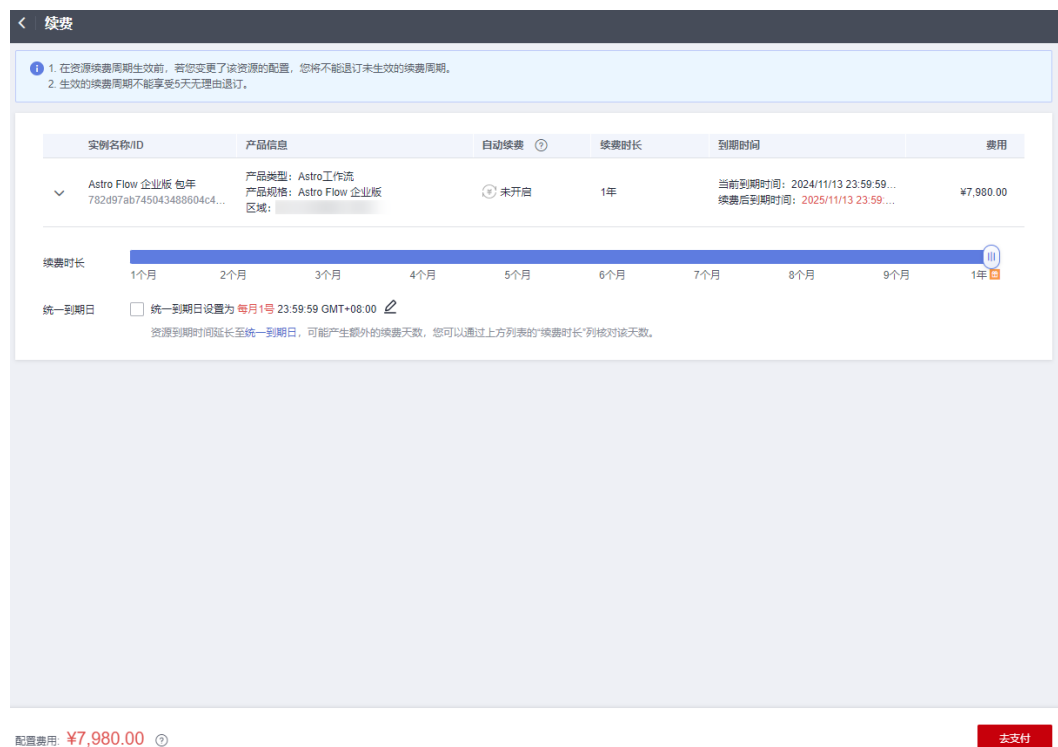 续费
1. 在资源续费周期生效前，若您变更了该资源的配置，您将不能退订未生效的续费周期。
2. 生效的续费周期不能享受5天无理由退订。
实例名称/ID 产品信息 自动续费 续费时长 到期时间 费用
Astro Flow 企业版 包年
782d97ab745043488604c4...
产品类型：Astro工作流
产品规格：Astro Flow 企业版
区域：
未开启
1年
当前到期时间：2024/11/13 23:59:59...
续费后到期时间：2025/11/13 23:59:...
¥7,980.00
续费时长
1个月 2个月 3个月 4个月 5个月 6个月 7个月 8个月 9个月 1年
统一到期日 统一到期日设置为 每月1号 23:59:59 GMT+08:00
资源到期时间延长至统一到期日，可能产生额外的续费天数，您可以通过上方列表的“续费时长”列核对该天数。
配置费用: ¥7,980.00
去支付